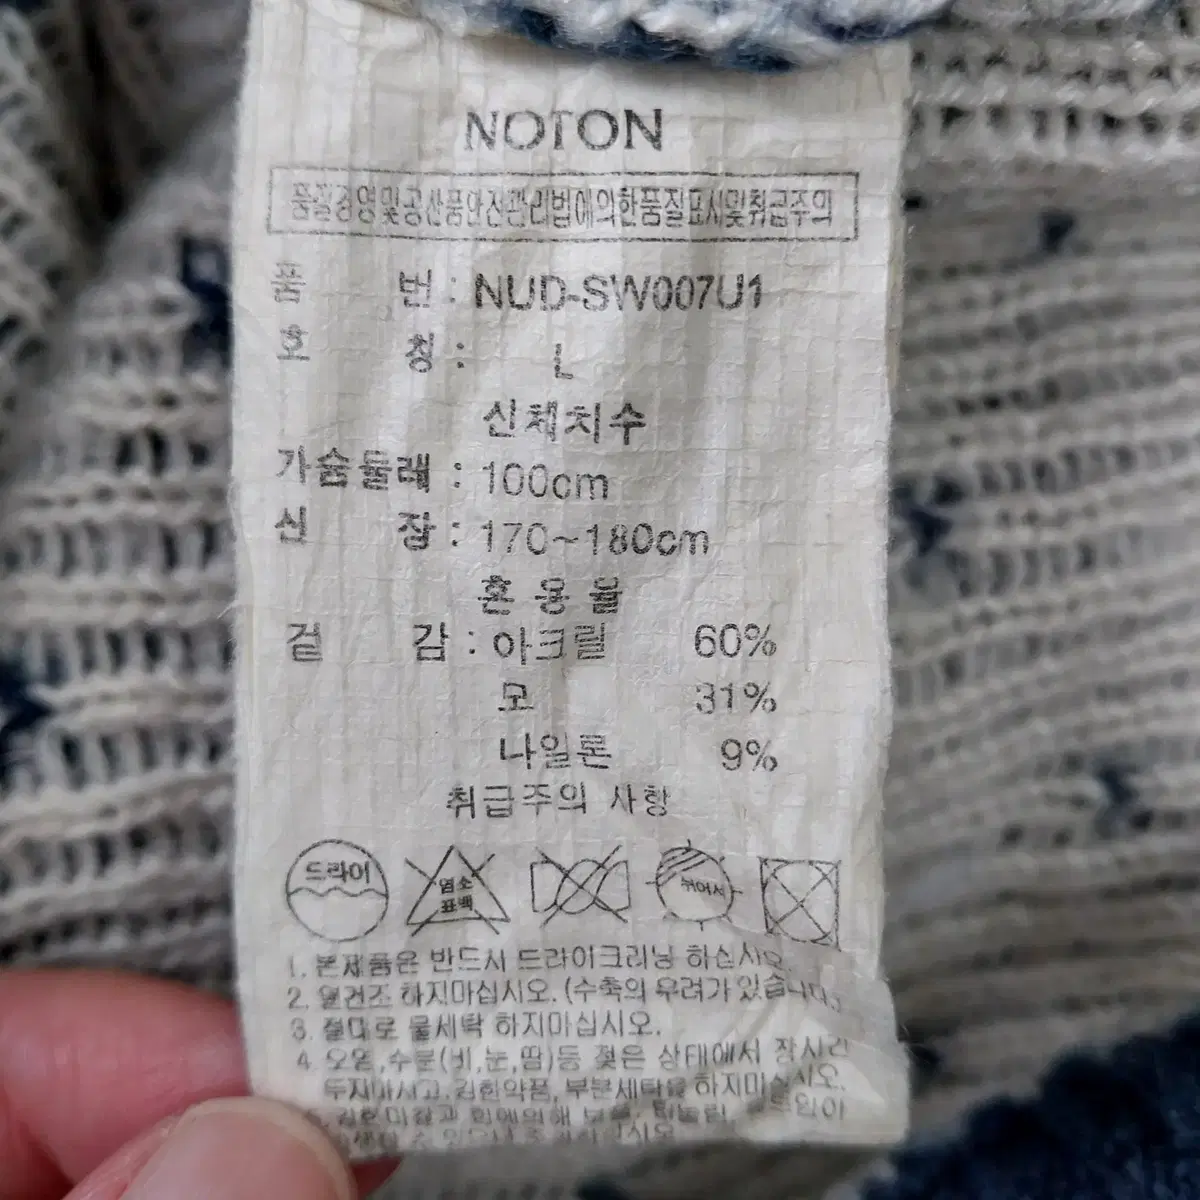 NOTON
품질경영및공산품안전관리법에의한품질표시및취급주의
품 번 : NUD-SW007U1
호 칭 : L
신체치수
가슴둘레 : 100cm
신 장 : 170~180cm
혼 용 율
겉 감 : 아크릴 60%
모 31%
나일론 9%
취급주의 사항
드라이
염소
표백
뉘어서
1. 본제품은 반드시 드라이크리닝 하십시오.
2. 열건조 하지마십시오. (수축의 우려가 있습니다.)
3. 절대로 물세탁 하지마십시오.
4. 오염,수분(비,눈,땀)등 젖은 상태에서 장시간
두지마시고, 강한약품, 부분세탁을 하지마십시오.
힘에의해